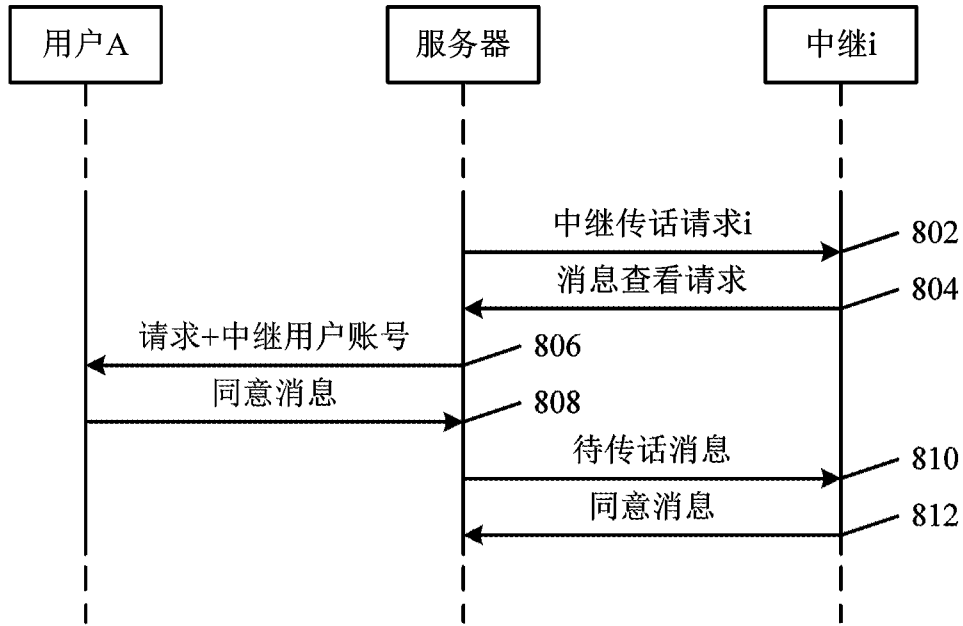 用户A
服务器
中继i
中继传话请求i
802
消息查看请求
804
请求+中继用户账号
806
同意消息
808
待传话消息
810
同意消息
812